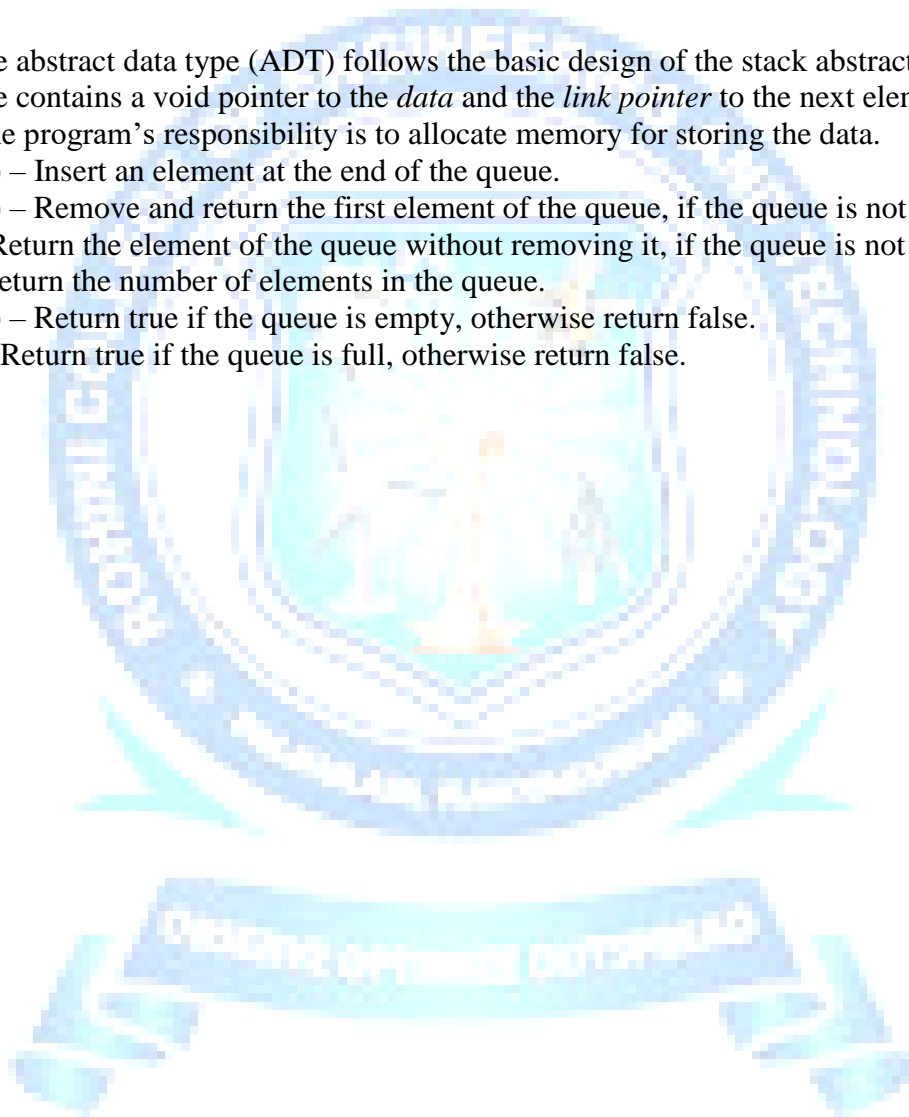 e abstract data type (ADT) follows the basic design of the stack abstract
e contains a void pointer to the data and the link pointer to the next elem
e program’s responsibility is to allocate memory for storing the data.
) – Insert an element at the end of the queue.
) – Remove and return the first element of the queue, if the queue is not
Return the element of the queue without removing it, if the queue is not
eturn the number of elements in the queue.
) – Return true if the queue is empty, otherwise return false.
Return true if the queue is full, otherwise return false.